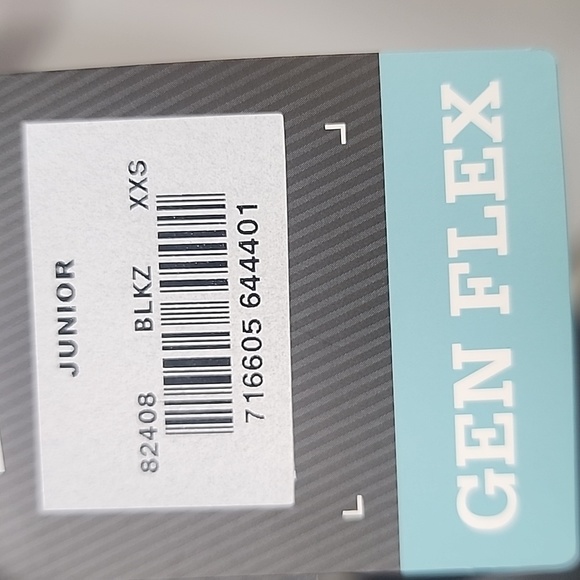 JUNIOR
82408 BLKZ XXS
716605 644401
GEN FLEX